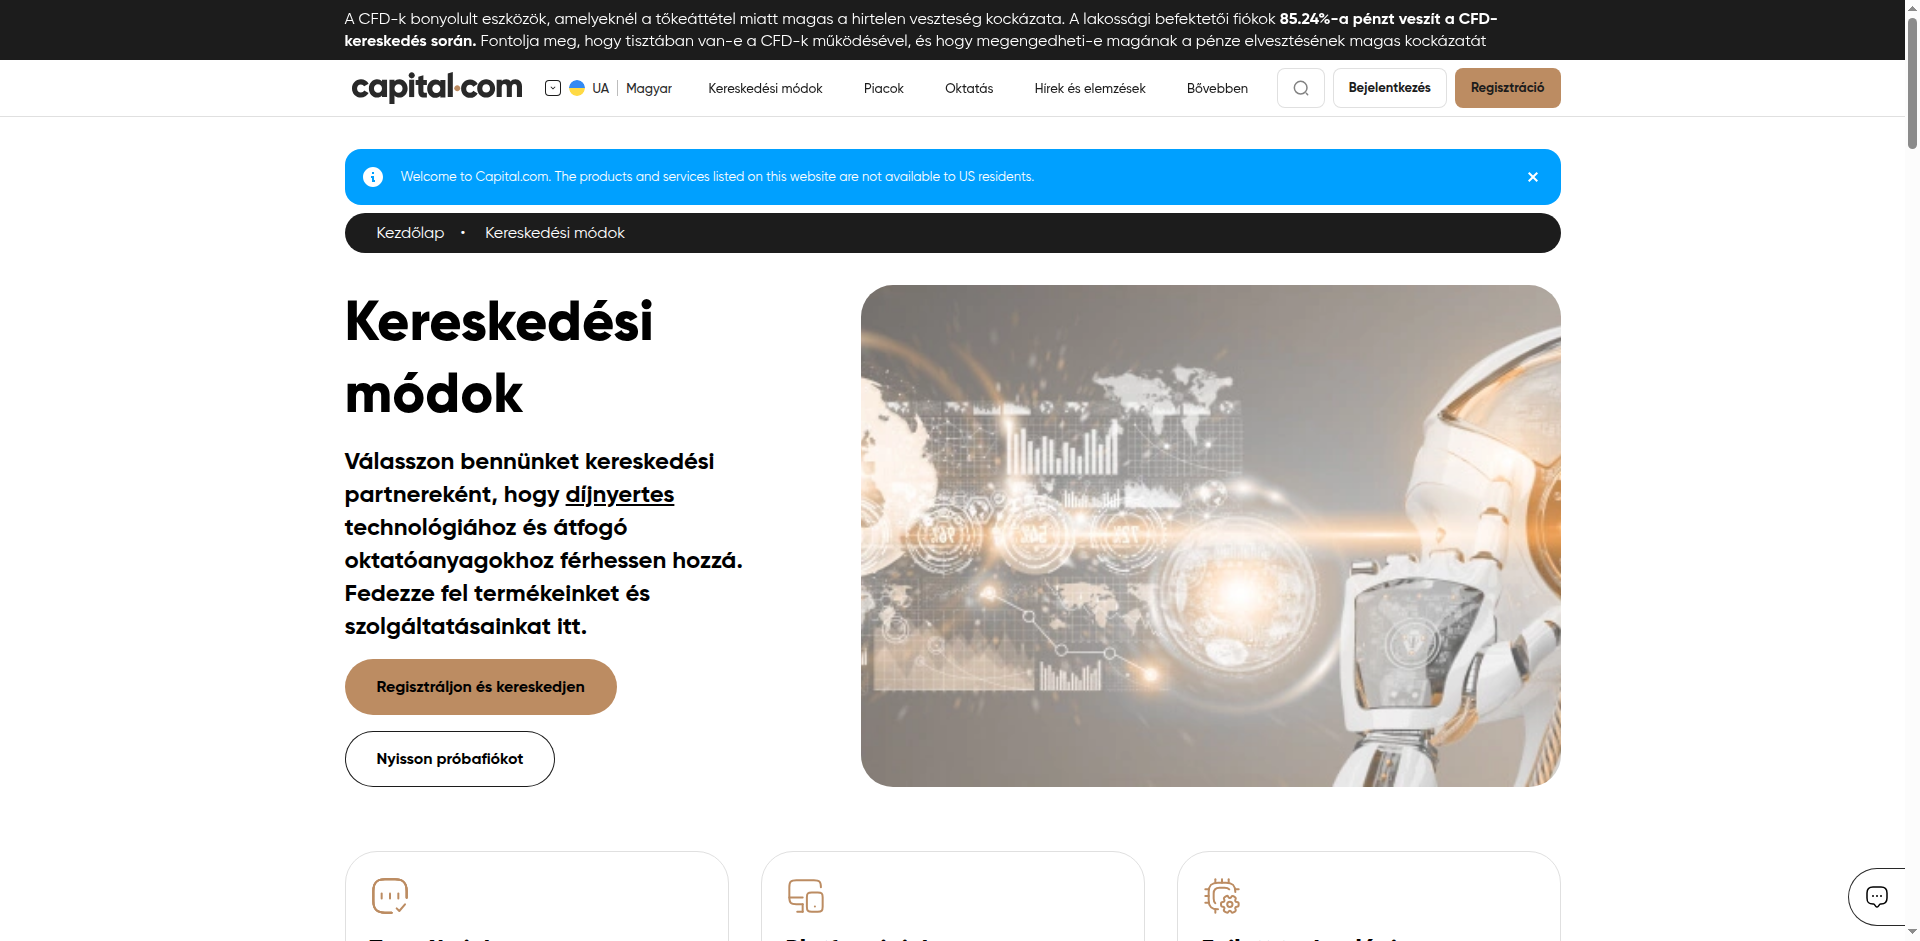 A CFD-k bonyolult eszközök, amelyeknél a tőkeáttétel miatt magas a hirtelen veszteség kockázata. A lakossági befektetői fiókok 85.24%-a pénzt veszít a CFD-
kereskedés során. Fontolja meg, hogy tisztában van-e a CFD-k működésével, és hogy megengedheti-e magának a pénze elvesztésének magas kockázatát
capital.com
UA
Magyar
Kereskedési módok
Piacok
Oktatás
Hírek és elemzések
Bővebben
Bejelentkezés
Regisztráció
Welcome to Capital.com. The products and services listed on this website are not available to US residents.
Kezdőlap • Kereskedési módok
Kereskedési
módok
Válasszon bennünket kereskedési
partnereként, hogy díjnyertes
technológiához és átfogó
oktatóanyagokhoz férhessen hozzá.
Fedezze fel termékeinket és
szolgáltatásainkat itt.
Regisztráljon és kereskedjen
Nyisson próbafiókot